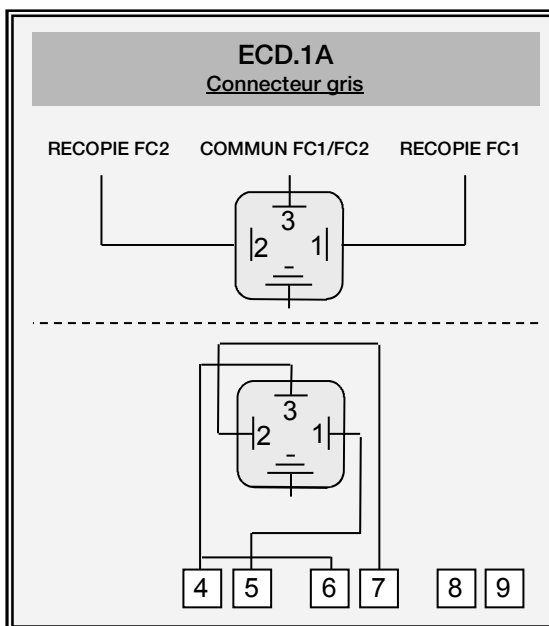 ECD.1A
Connecteur gris
RECOPIE FC2 COMMUN FC1/FC2 RECOPIE FC1
3
2 1
3
2 1
4 5 6 7 8 9